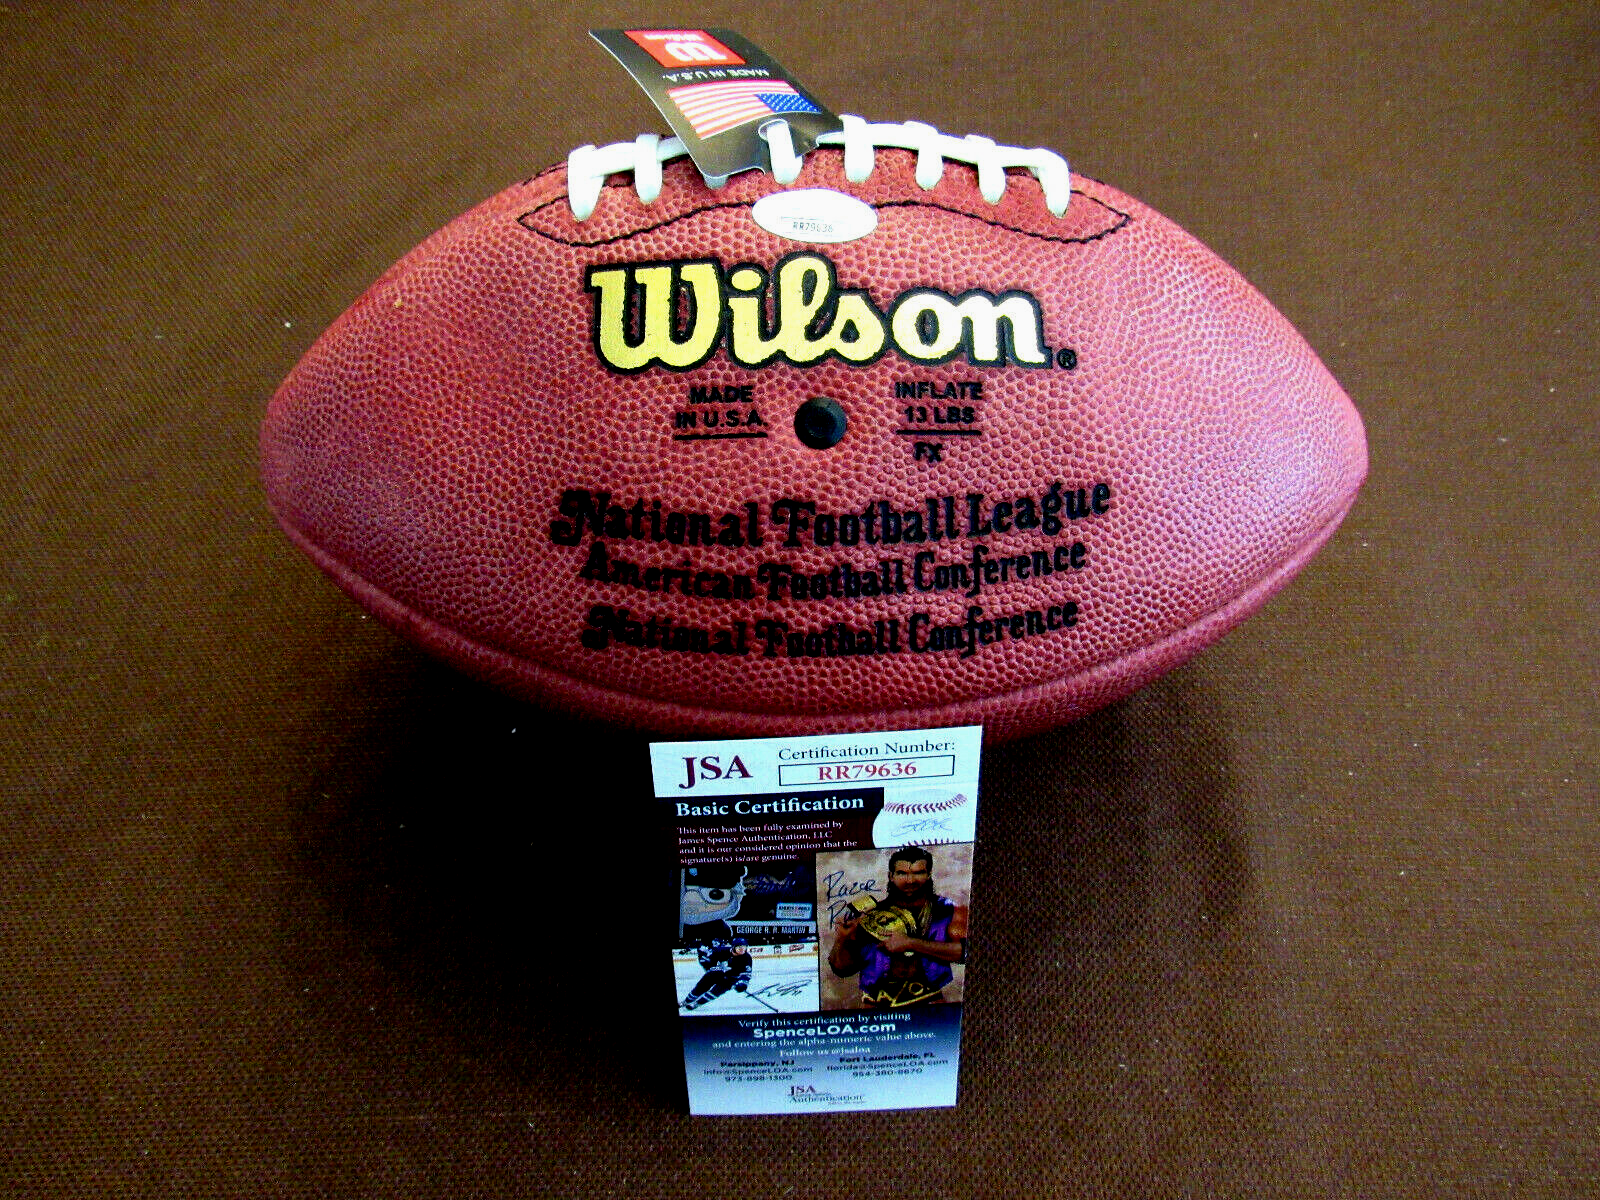 Wilson
MADE IN U.S.A.
RR79636
Wilson®
MADE
IN U.S.A.
INFLATE
13 LBS
FX
National Football League
American Football Conference
National Football Conference
JSA
Certification Number:
RR79636
Basic Certification
This item has been fully examined by
James Spence Authentication, LLC
and it is our considered opinion that the
signature(s) is/are genuine.
GEORGE R. R. MARTIN
Razor
Verify this certification by visiting
SpenceLOA.com
and entering the alpha-numeric value above.
Follow us @jsaloa
Parsippany, NJ
info@SpenceLOA.com
973-898-1300
Fort Lauderdale, FL
florida@SpenceLOA.com
954-380-8670
JSA
Authentication